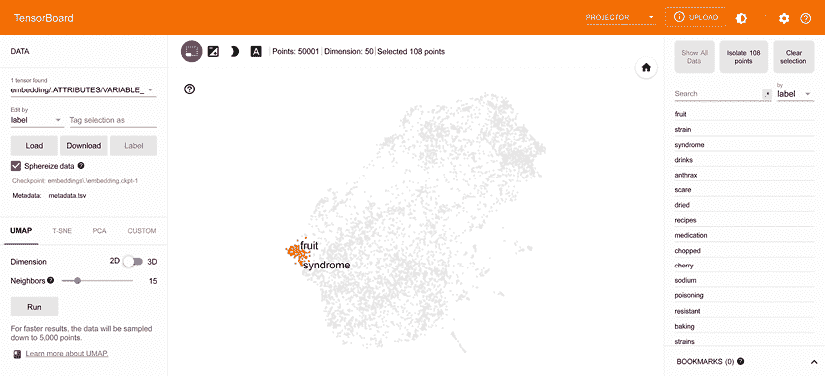 TensorBoard
PROJECTOR
UPLOAD
DATA
1 tensor found
embedding/.ATTRIBUTES/VARIABLE_
Edit by
label
Tag selection as
Load
Download
Label
Sphereize data
Checkpoint: embeddings\.\embedding.ckpt-1
Metadata: metadata.tsv
UMAP
T-SNE
PCA
CUSTOM
Dimension 2D 3D
Neighbors 15
Run
For faster results, the data will be sampled
down to 5,000 points.
Learn more about UMAP.
A
Points: 50001 Dimension: 50 Selected 108 points
fruit
syndrome
Show All
Data
Isolate 108
points
Clear
selection
Search
.*
by
label
fruit
strain
syndrome
drinks
anthrax
scare
dried
recipes
medication
chopped
cherry
sodium
poisoning
resistant
baking
strains
BOOKMARKS (0)